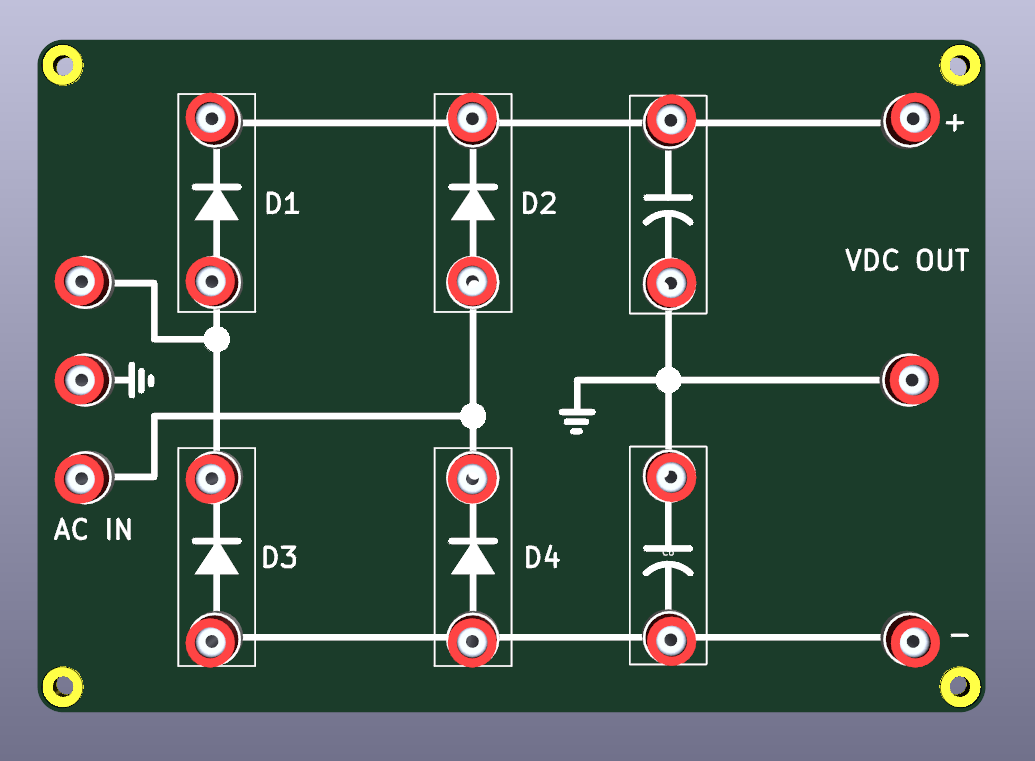 +
D1
D2
VDC OUT
AC IN
D3
D4
−